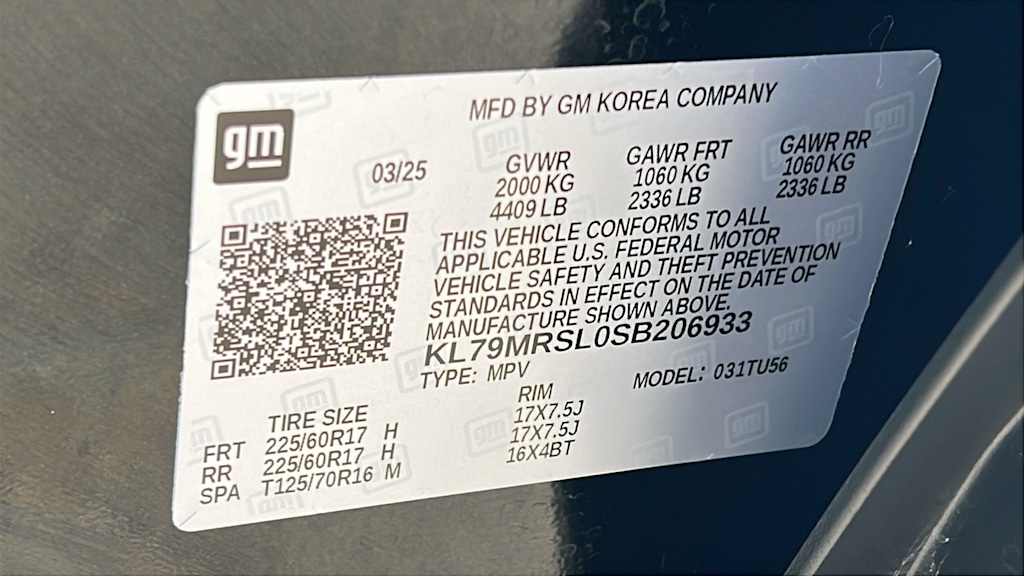 gm
MFD BY GM KOREA COMPANY
03/25
GVWR GAWR FRT GAWR RR
2000 KG 1060 KG 1060 KG
4409 LB 2336 LB 2336 LB
THIS VEHICLE CONFORMS TO ALL
APPLICABLE U.S. FEDERAL MOTOR
VEHICLE SAFETY AND THEFT PREVENTION
STANDARDS IN EFFECT ON THE DATE OF
MANUFACTURE SHOWN ABOVE.
KL79MRSL0SB206933
TYPE: MPV MODEL: 031TU56
TIRE SIZE RIM
FRT 225/60R17 H 17X7.5J
RR 225/60R17 H 17X7.5J
SPA T125/70R16 M 16X4BT